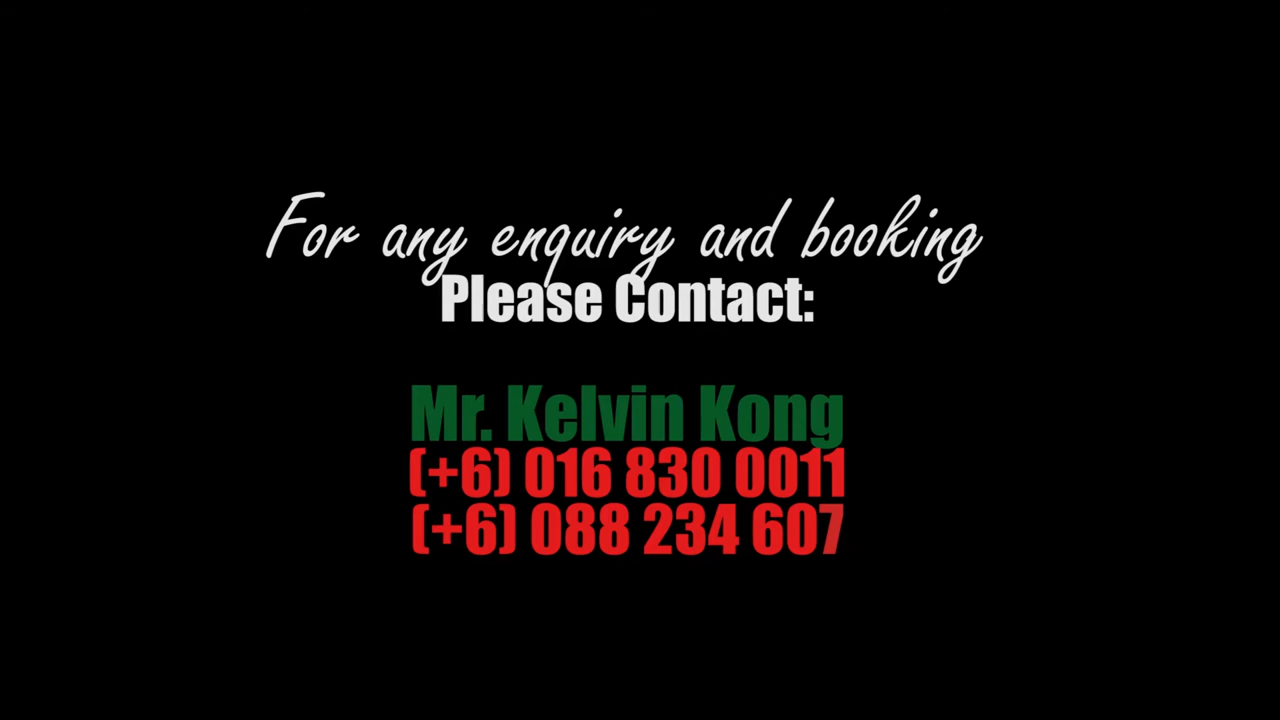 For any enquiry and booking
Please Contact:
Mr. Kelvin Kong
(+6) 016 830 0011
(+6) 088 234 607